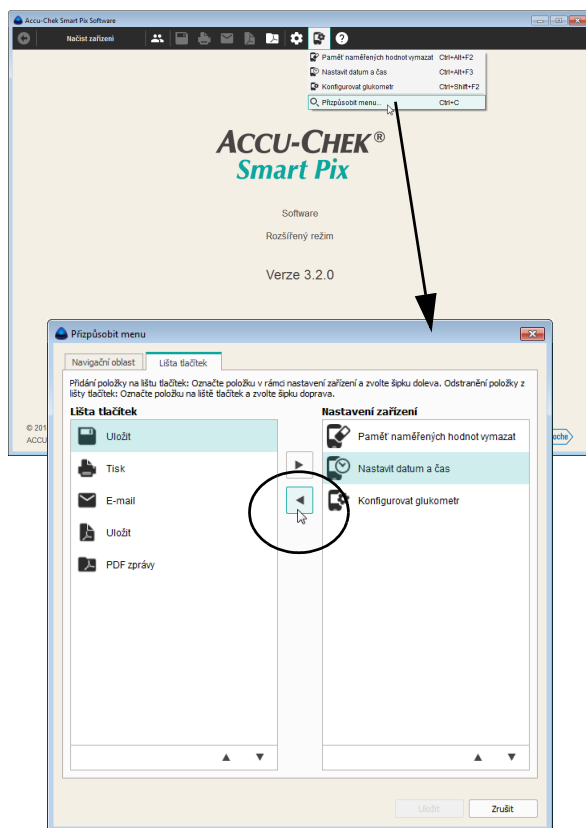 Accu-Chek Smart Pix Software
Načíst zařízení
Paměť naměřených hodnot vymazat Ctrl+Alt+F2
Nastavit datum a čas Ctrl+Alt+F3
Konfigurovat glukometr Ctrl+Shift+F2
Přizpůsobit menu... Ctrl+C
ACCU-CHEK®
Smart Pix
Software
Rozšířený režim
Verze 3.2.0
© 201
ACCU
oche
Přizpůsobit menu
Navigační oblast Lišta tlačítek
Přidání položky na lištu tlačítek: Označte položku v rámci nastavení zařízení a zvolte šipku doleva. Odstranění položky z
lišty tlačítek: Označte položku na liště tlačítek a zvolte šipku doprava.
Lišta tlačítek
Uložit
Tisk
E-mail
Uložit
PDF zprávy
Nastavení zařízení
Paměť naměřených hodnot vymazat
Nastavit datum a čas
Konfigurovat glukometr
Uložit Zrušit